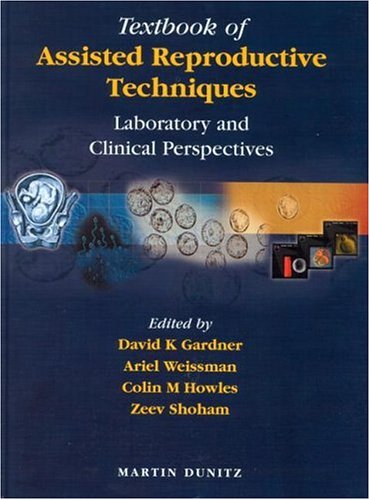 Textbook of
Assisted Reproductive
Techniques
Laboratory and
Clinical Perspectives
Edited by
David K Gardner
Ariel Weissman
Colin M Howles
Zeev Shoham
MARTIN DUNITZ